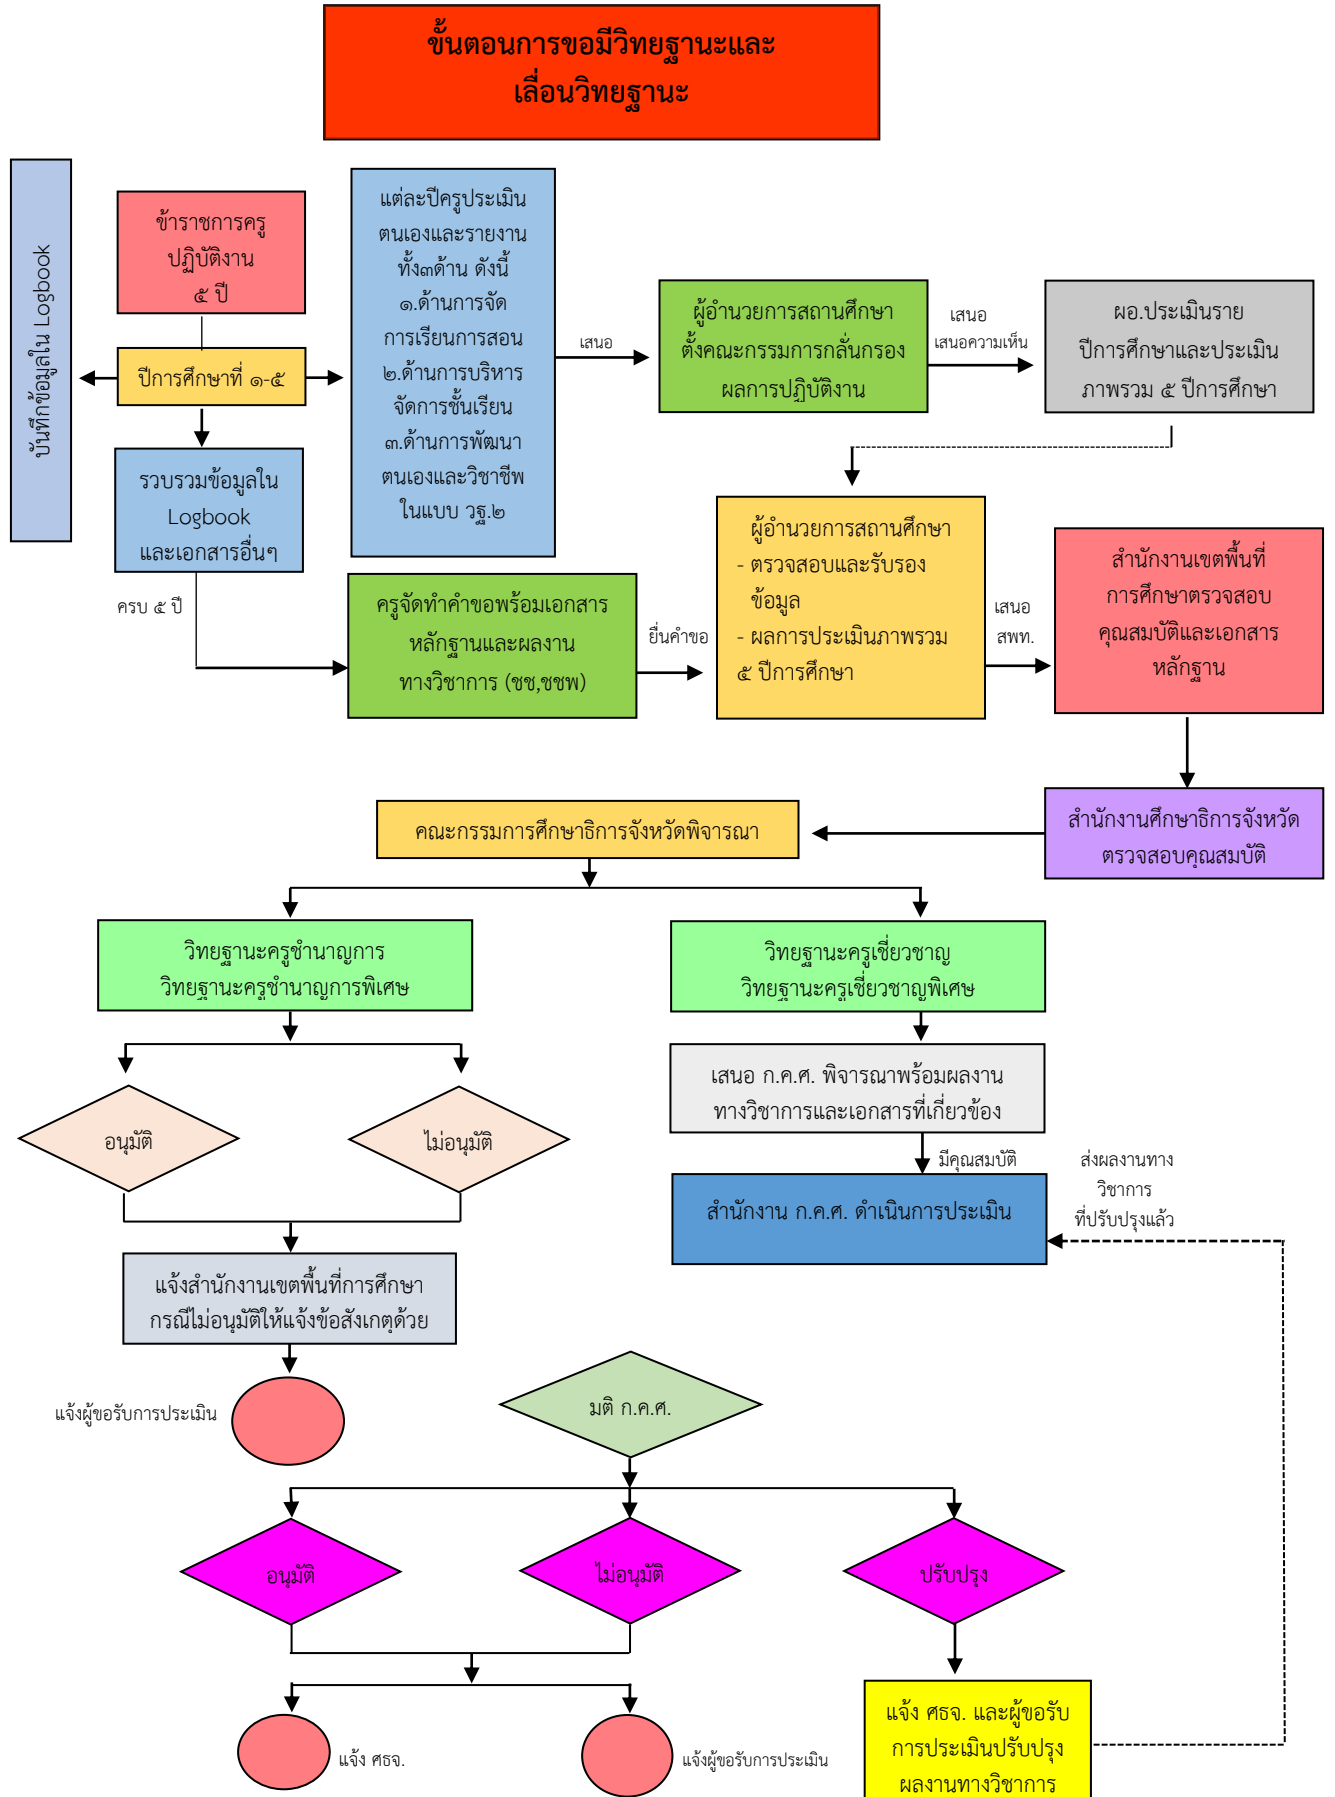 ขั้นตอนการขอมีวิทยฐานะและ
เลื่อนวิทยฐานะ
บันทึกข้อมูลใน Logbook
ข้าราชการครู
ปฏิบัติงาน
๕ ปี
ปีการศึกษาที่ ๑-๕
รวบรวมข้อมูลใน
Logbook
และเอกสารอื่นๆ
แต่ละปีครูประเมิน
ตนเองและรายงาน
ทั้ง๓ด้าน ดังนี้
๑.ด้านการจัด
การเรียนการสอน
๒.ด้านการบริหาร
จัดการชั้นเรียน
๓.ด้านการพัฒนา
ตนเองและวิชาชีพ
ในแบบ วฐ.๒
เสนอ
ผู้อำนวยการสถานศึกษา
ตั้งคณะกรรมการกลั่นกรอง
ผลการปฏิบัติงาน
เสนอ
เสนอความเห็น
ผอ.ประเมินราย
ปีการศึกษาและประเมิน
ภาพรวม ๕ ปีการศึกษา
ครบ ๕ ปี
ครูจัดทำคำขอพร้อมเอกสาร
หลักฐานและผลงาน
ทางวิชาการ (ชช,ชชพ)
ยื่นคำขอ
ผู้อำนวยการสถานศึกษา
- ตรวจสอบและรับรอง
ข้อมูล
- ผลการประเมินภาพรวม
๕ ปีการศึกษา
เสนอ
สพท.
สำนักงานเขตพื้นที่
การศึกษาตรวจสอบ
คุณสมบัติและเอกสาร
หลักฐาน
สำนักงานศึกษาธิการจังหวัด
ตรวจสอบคุณสมบัติ
คณะกรรมการศึกษาธิการจังหวัดพิจารณา
วิทยฐานะครูชำนาญการ
วิทยฐานะครูชำนาญการพิเศษ
วิทยฐานะครูเชี่ยวชาญ
วิทยฐานะครูเชี่ยวชาญพิเศษ
อนุมัติ
ไม่อนุมัติ
เสนอ ก.ค.ศ. พิจารณาพร้อมผลงาน
ทางวิชาการและเอกสารที่เกี่ยวข้อง
มีคุณสมบัติ
ส่งผลงานทาง
วิชาการ
ที่ปรับปรุงแล้ว
สำนักงาน ก.ค.ศ. ดำเนินการประเมิน
แจ้งสำนักงานเขตพื้นที่การศึกษา
กรณีไม่อนุมัติให้แจ้งข้อสังเกตุด้วย
แจ้งผู้ขอรับการประเมิน
มติ ก.ค.ศ.
อนุมัติ
ไม่อนุมัติ
ปรับปรุง
แจ้ง ศธจ.
แจ้งผู้ขอรับการประเมิน
แจ้ง ศธจ. และผู้ขอรับ
การประเมินปรับปรุง
ผลงานทางวิชาการ